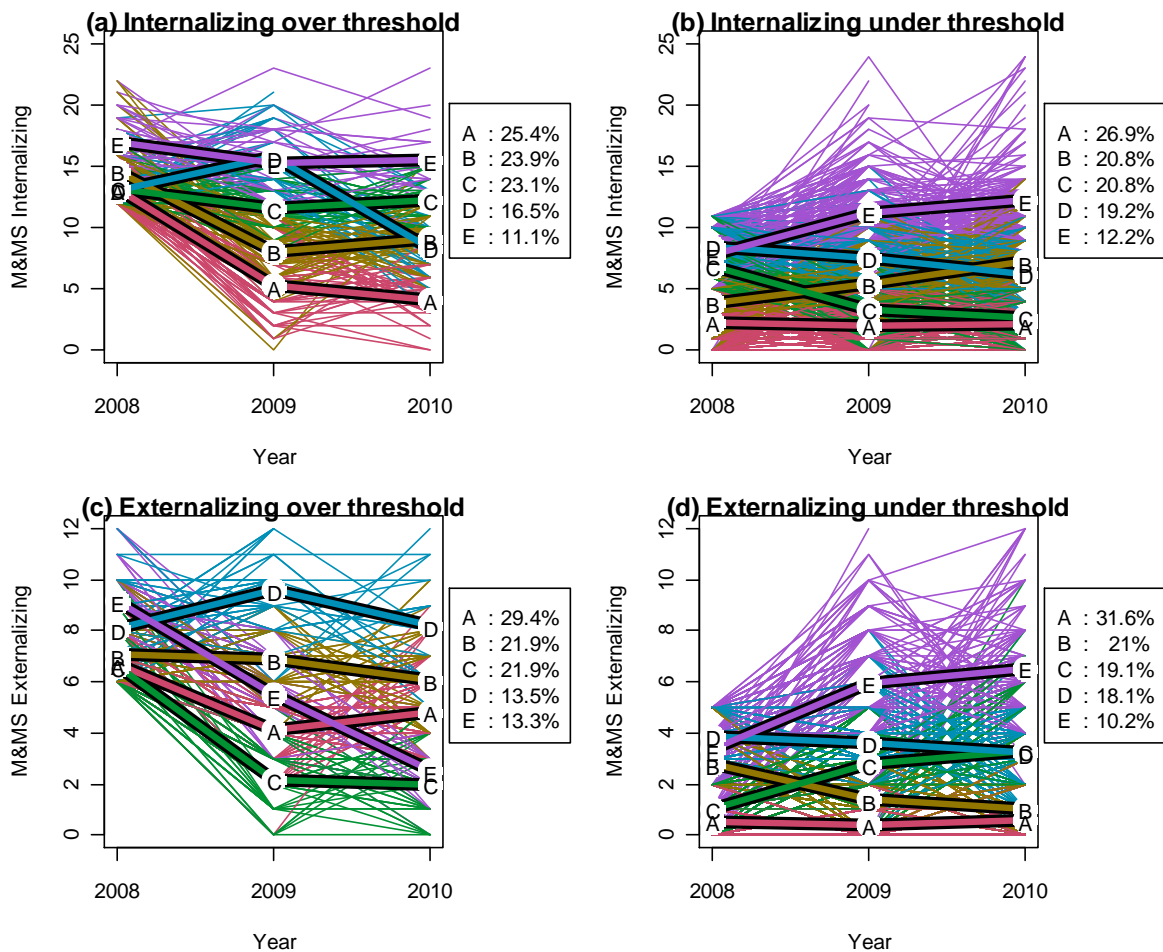 (a) Internalizing over threshold
M&MS Internalizing
25
20
15
10
5
0
2008 2009 2010
Year
E
B
C
D
A
D
E
C
B
A
E
C
B
D
A
A : 25.4%
B : 23.9%
C : 23.1%
D : 16.5%
E : 11.1%
(b) Internalizing under threshold
M&MS Internalizing
25
20
15
10
5
0
2008 2009 2010
Year
D
E
C
B
A
E
D
B
C
A
E
B
D
C
A
A : 26.9%
B : 20.8%
C : 20.8%
D : 19.2%
E : 12.2%
(c) Externalizing over threshold
M&MS Externalizing
12
10
8
6
4
2
0
2008 2009 2010
Year
E
D
B
A
C
D
B
E
A
C
D
B
A
E
C
A : 29.4%
B : 21.9%
C : 21.9%
D : 13.5%
E : 13.3%
(d) Externalizing under threshold
M&MS Externalizing
12
10
8
6
4
2
0
2008 2009 2010
Year
D
E
B
C
A
E
D
C
B
A
E
C
D
B
A
A : 31.6%
B : 21%
C : 19.1%
D : 18.1%
E : 10.2%